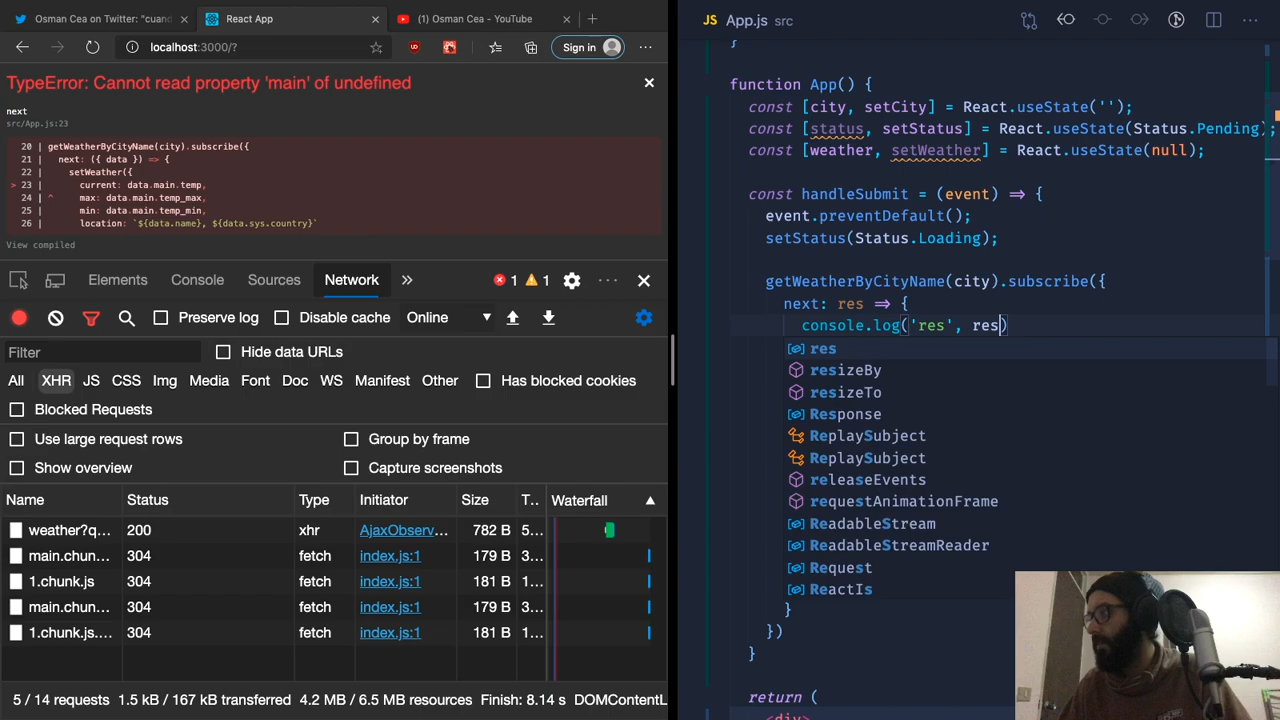 Osman Cea on Twitter: "cuand
React App
(1) Osman Cea - YouTube
localhost:3000/?
Sign in
TypeError: Cannot read property 'main' of undefined
next
src/App.js:23
20 | getWeatherByCityName(city).subscribe({
21 | next: ({ data }) => {
22 | setWeather({
> 23 | current: data.main.temp,
24 | ^ max: data.main.temp_max,
25 | min: data.main.temp_min,
26 | location: `${data.name}, ${data.sys.country}`
View compiled
Elements Console Sources Network » 1 1
Preserve log Disable cache Online
Filter Hide data URLs
All XHR JS CSS Img Media Font Doc WS Manifest Other Has blocked cookies
Blocked Requests
Use large request rows Group by frame
Show overview Capture screenshots
Name Status Type Initiator Size T.. Waterfall
weather?q... 200 xhr AjaxObserv... 782 B 5...
main.chun... 304 fetch index.js:1 179 B 3...
1.chunk.js 304 fetch index.js:1 181 B 1...
main.chun... 304 fetch index.js:1 179 B 3...
1.chunk.js.... 304 fetch index.js:1 181 B 1...
5 / 14 requests 1.5 kB / 167 kB transferred 4.2 MB / 6.5 MB resources Finish: 8.14 s DOMContentL
JS App.js src
}
function App() {
const [city, setCity] = React.useState('');
const [status, setStatus] = React.useState(Status.Pending);
const [weather, setWeather] = React.useState(null);
const handleSubmit = (event) => {
event.preventDefault();
setStatus(Status.Loading);
getWeatherByCityName(city).subscribe({
next: res => {
console.log('res', res)
res
resizeBy
resizeTo
Response
ReplaySubject
ReplaySubject
releaseEvents
requestAnimationFrame
ReadableStream
ReadableStreamReader
Request
ReactIs
}
})
}
return (
<div>